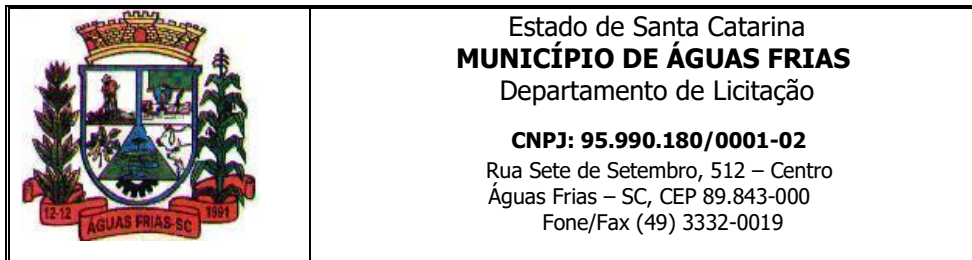 12-12
ÁGUAS FRIAS-SC
1991
Estado de Santa Catarina
MUNICÍPIO DE ÁGUAS FRIAS
Departamento de Licitação
CNPJ: 95.990.180/0001-02
Rua Sete de Setembro, 512 – Centro
Águas Frias – SC, CEP 89.843-000
Fone/Fax (49) 3332-0019